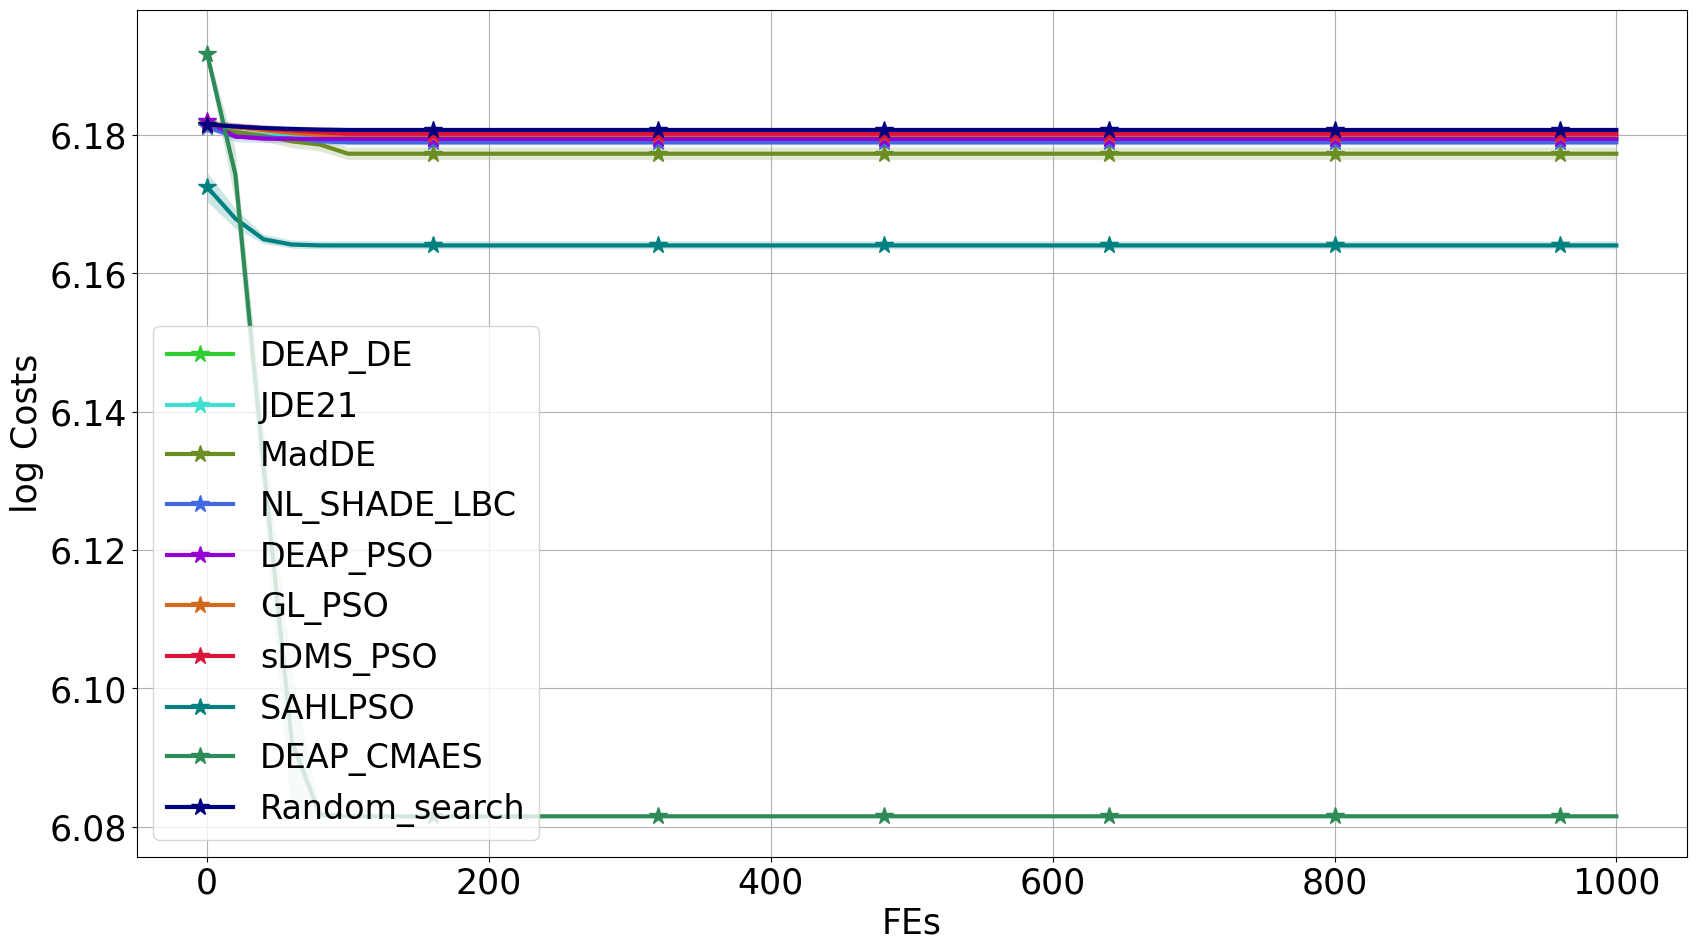 log Costs
6.18
6.16
6.14
6.12
6.10
6.08
DEAP_DE
JDE21
MadDE
NL_SHADE_LBC
DEAP_PSO
GL_PSO
sDMS_PSO
SAHLPSO
DEAP_CMAES
Random_search
0 200 400 600 800 1000
FEs